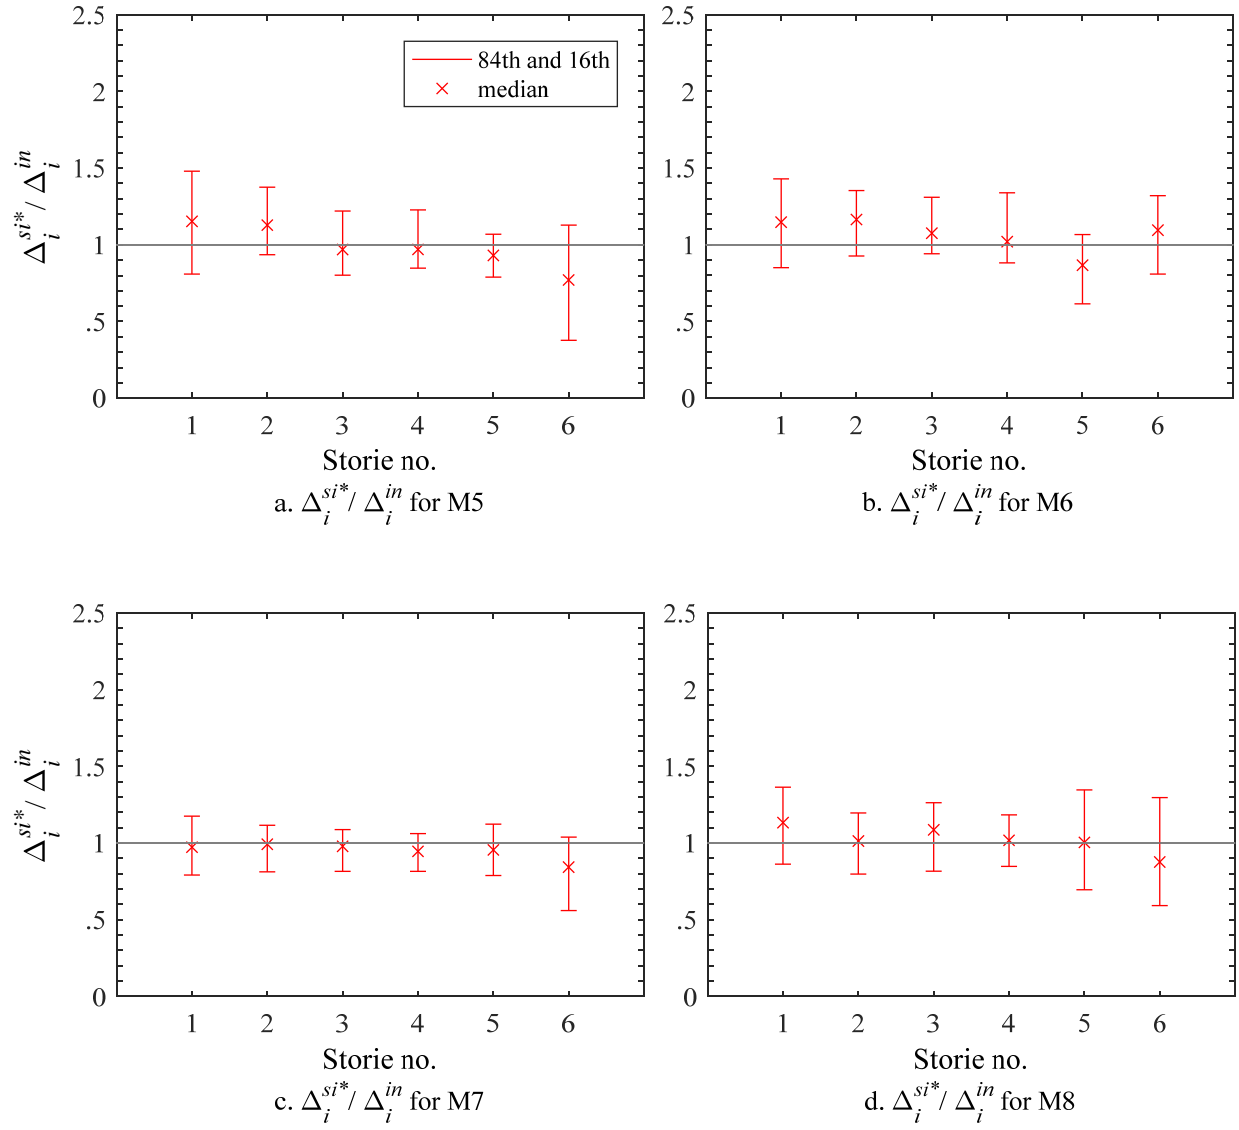 2.5
2
1.5
1
.5
0
Δ_i^{si*} / Δ_i^{in}
84th and 16th
median
1 2 3 4 5 6
Storie no.
a. Δ_i^{si*} / Δ_i^{in} for M5
2.5
2
1.5
1
.5
0
1 2 3 4 5 6
Storie no.
b. Δ_i^{si*} / Δ_i^{in} for M6
2.5
2
1.5
1
.5
0
Δ_i^{si*} / Δ_i^{in}
1 2 3 4 5 6
Storie no.
c. Δ_i^{si*} / Δ_i^{in} for M7
2.5
2
1.5
1
.5
0
1 2 3 4 5 6
Storie no.
d. Δ_i^{si*} / Δ_i^{in} for M8